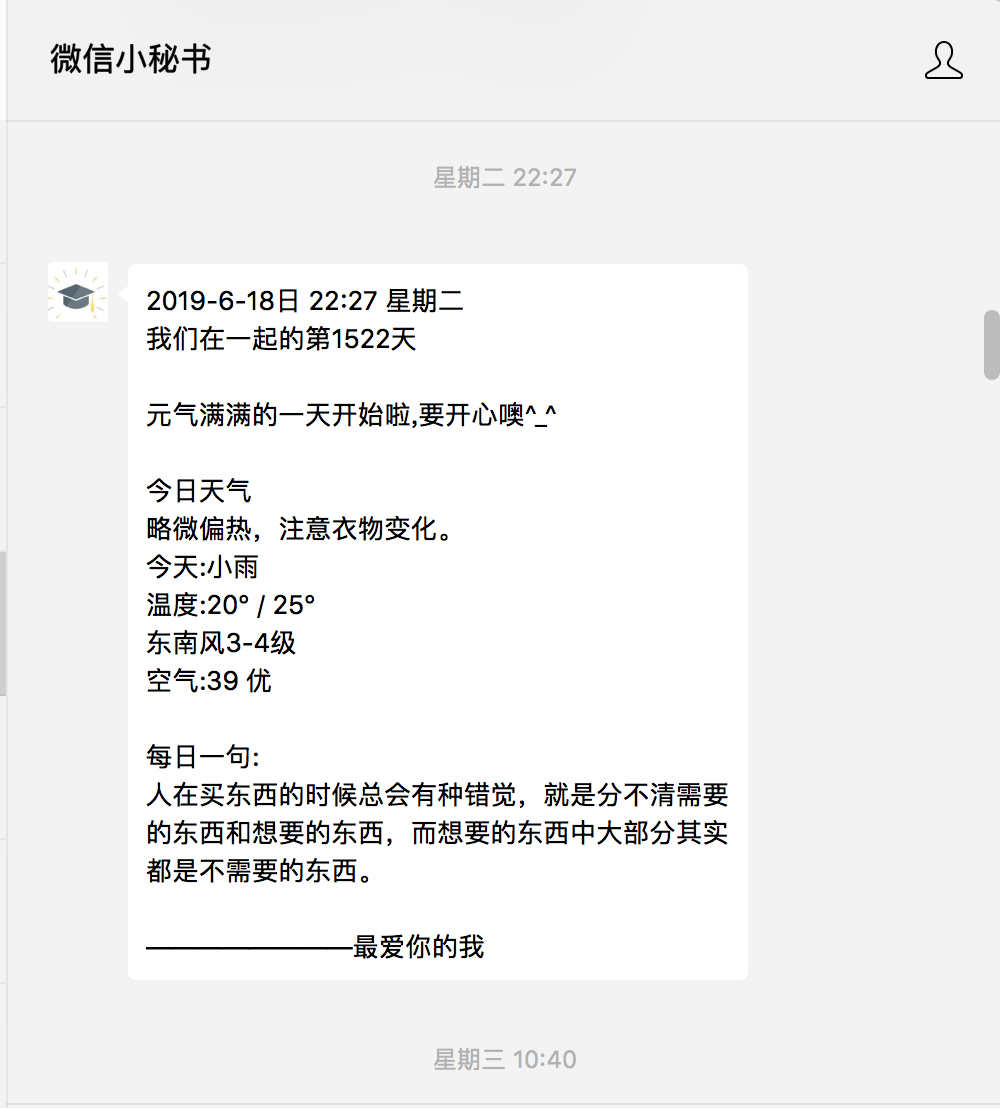 微信小秘书
星期二 22:27
2019-6-18日 22:27 星期二
我们在一起的第1522天
元气满满的一天开始啦,要开心噢^_^
今日天气
略微偏热，注意衣物变化。
今天:小雨
温度:20° / 25°
东南风3-4级
空气:39 优
每日一句:
人在买东西的时候总会有种错觉，就是分不清需要
的东西和想要的东西，而想要的东西中大部分其实
都是不需要的东西。
————————最爱你的我
星期三 10:40